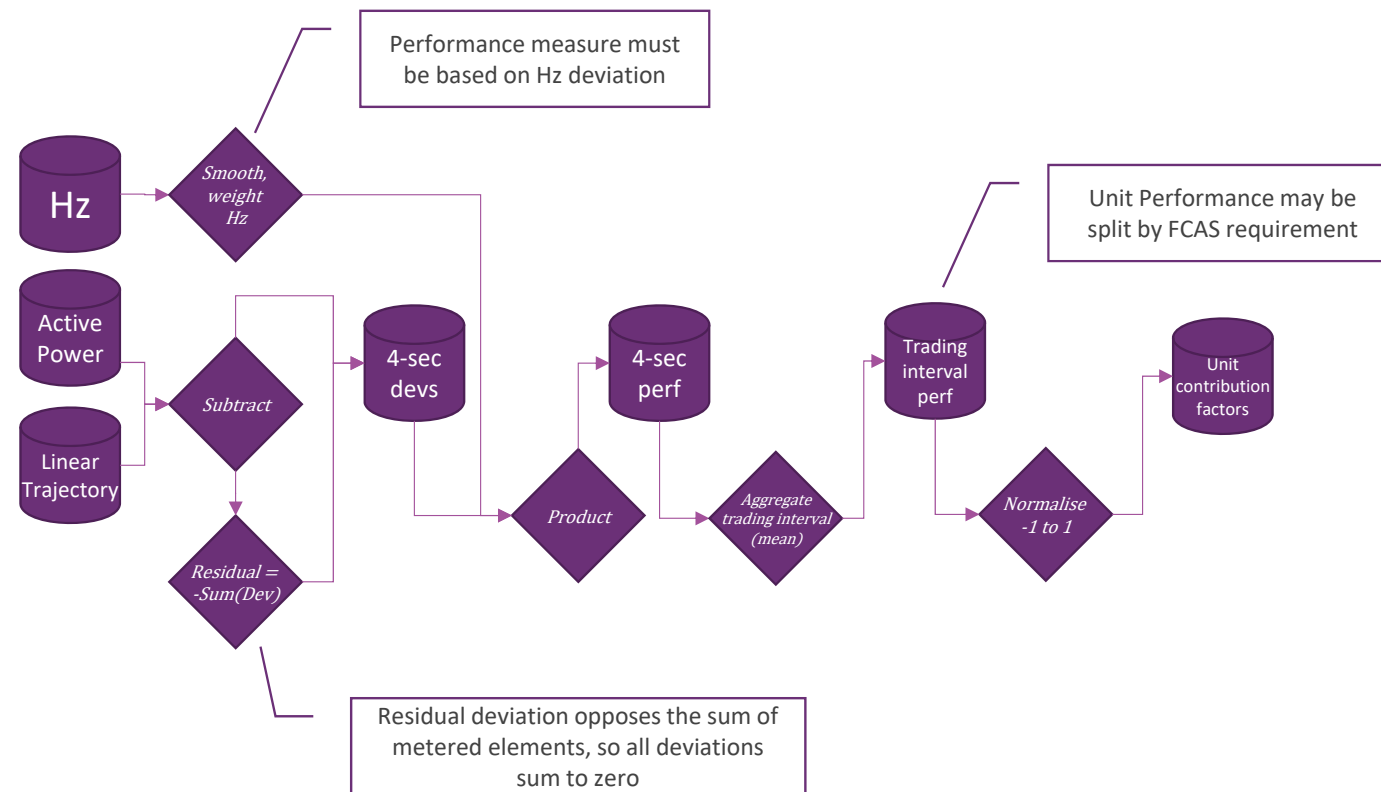 Performance measure must
be based on Hz deviation
Hz
Smooth,
weight
Hz
Unit Performance may be
split by FCAS requirement
Active
Power
Subtract
4-sec
devs
4-sec
perf
Trading
interval
perf
Unit
contribution
factors
Linear
Trajectory
Product
Aggregate
trading interval
(mean)
Normalise
-1 to 1
Residual =
-Sum(Dev)
Residual deviation opposes the sum of
metered elements, so all deviations
sum to zero